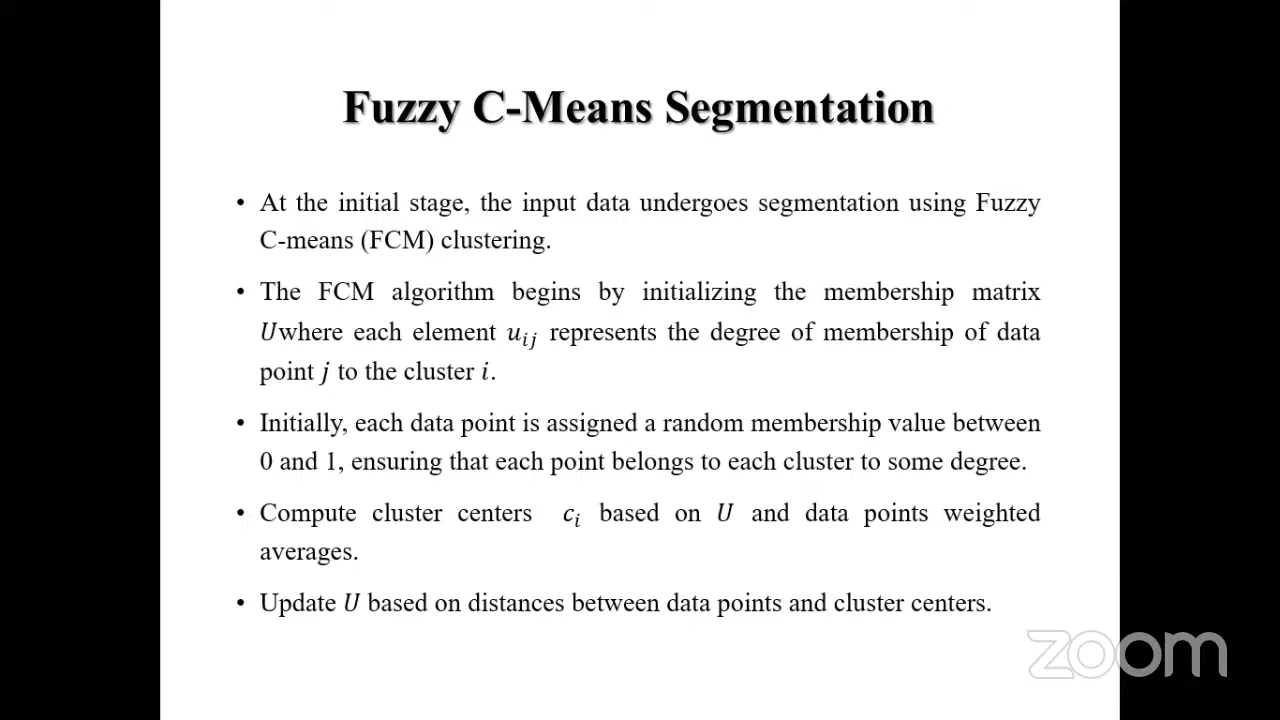 Fuzzy C-Means Segmentation
• At the initial stage, the input data undergoes segmentation using Fuzzy
C-means (FCM) clustering.
• The FCM algorithm begins by initializing the membership matrix
𝑈where each element 𝑢𝑖𝑗 represents the degree of membership of data
point 𝑗 to the cluster 𝑖.
• Initially, each data point is assigned a random membership value between
0 and 1, ensuring that each point belongs to each cluster to some degree.
• Compute cluster centers 𝑐𝑖 based on 𝑈 and data points weighted
averages.
• Update 𝑈 based on distances between data points and cluster centers.
zoom